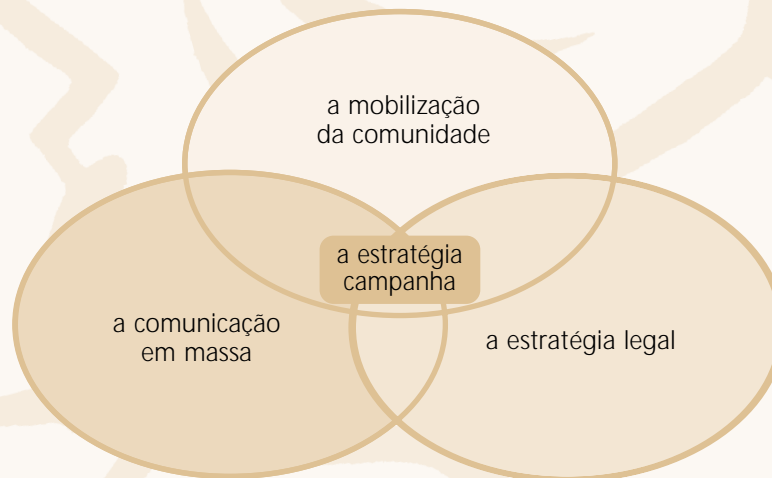 a mobilização
da comunidade
a estratégia
campanha
a comunicação
em massa
a estratégia legal